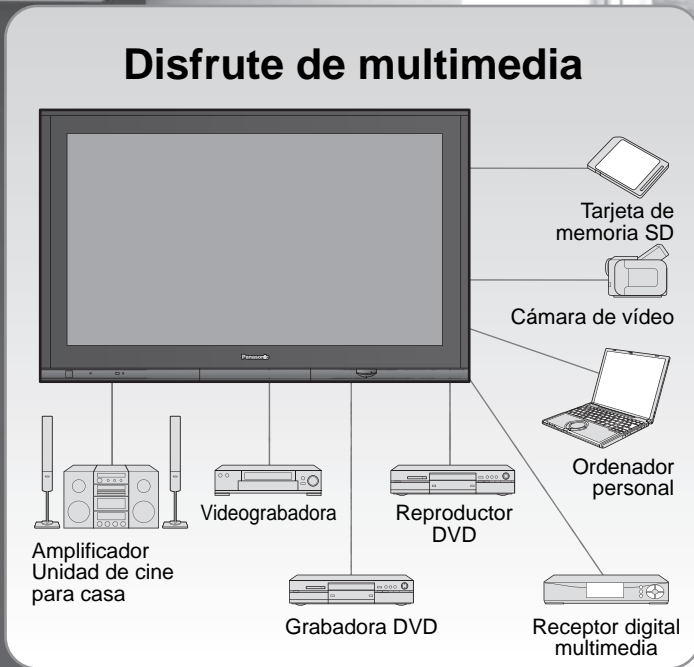 Disfrute de multimedia
Tarjeta de
memoria SD
Cámara de vídeo
Panasonic
Ordenador
personal
Videograbadora
Reproductor
DVD
Amplificador
Unidad de cine
para casa
Grabadora DVD
Receptor digital
multimedia